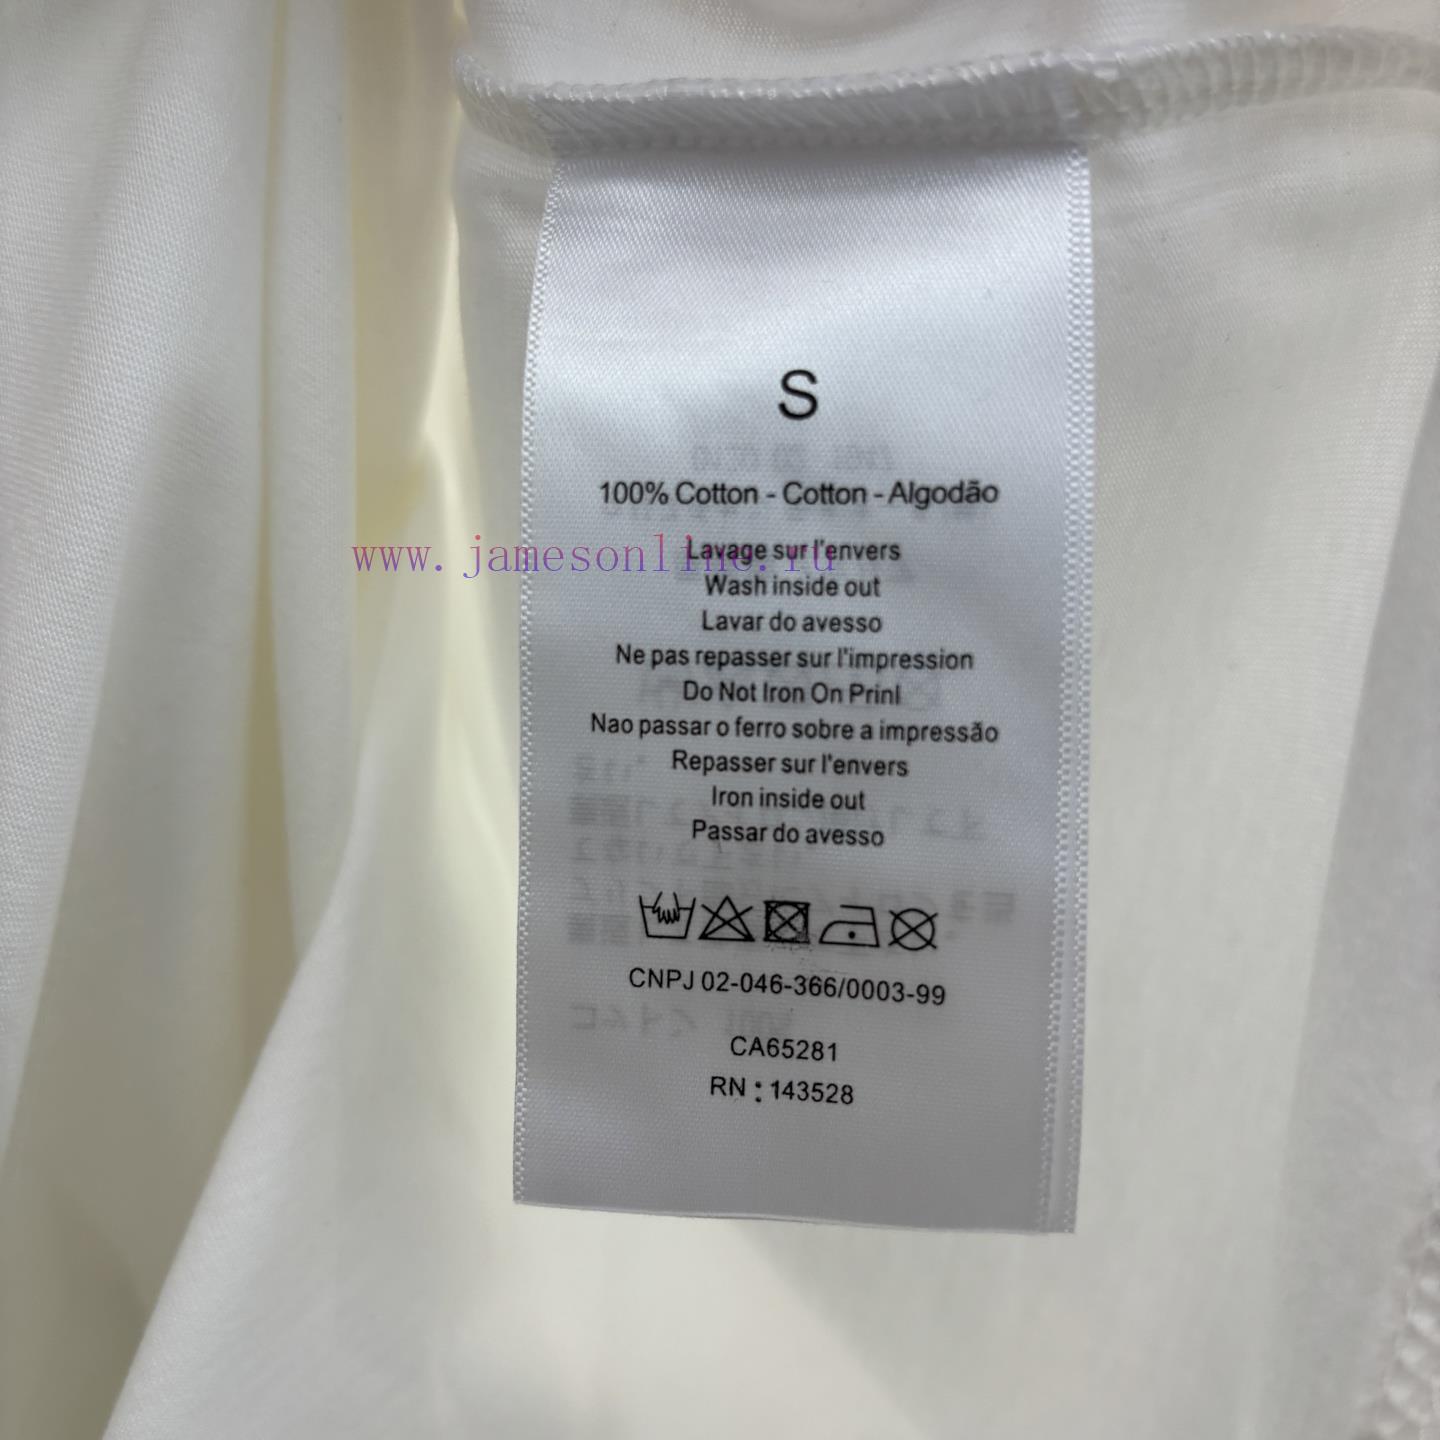 S
100% Cotton - Cotton - Algodão
www.jamesonline.ru
Lavage sur l'envers
Wash inside out
Lavar do avesso
Ne pas repasser sur l'impression
Do Not Iron On Prinl
Nao passar o ferro sobre a impressão
Repasser sur l'envers
Iron inside out
Passar do avesso
CNPJ 02-046-366/0003-99
CA65281
RN : 143528